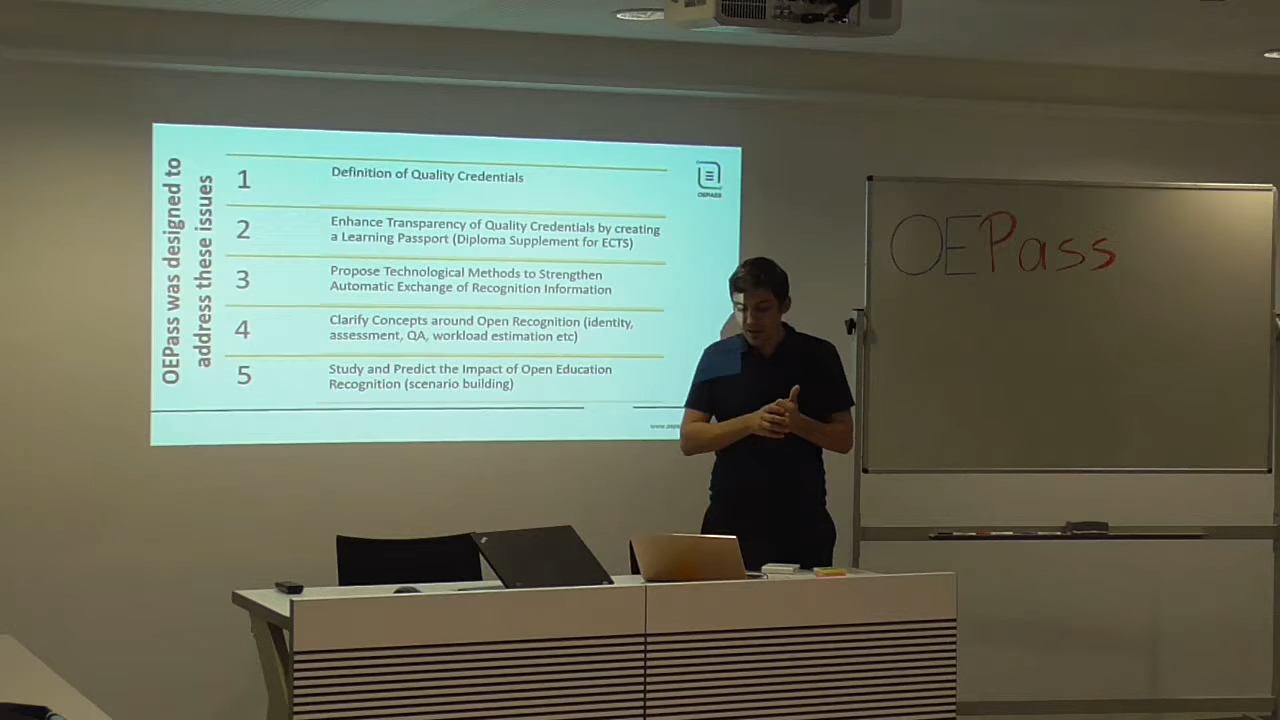 OEPass was designed to
address these issues
1
Definition of Quality Credentials
2
Enhance Transparency of Quality Credentials by creating
a Learning Passport (Diploma Supplement for ECTS)
3
Propose Technological Methods to Strengthen
Automatic Exchange of Recognition Information
4
Clarify Concepts around Open Recognition (identity,
assessment, QA, workload estimation etc)
5
Study and Predict the Impact of Open Education
Recognition (scenario building)
OEPASS
OEPass